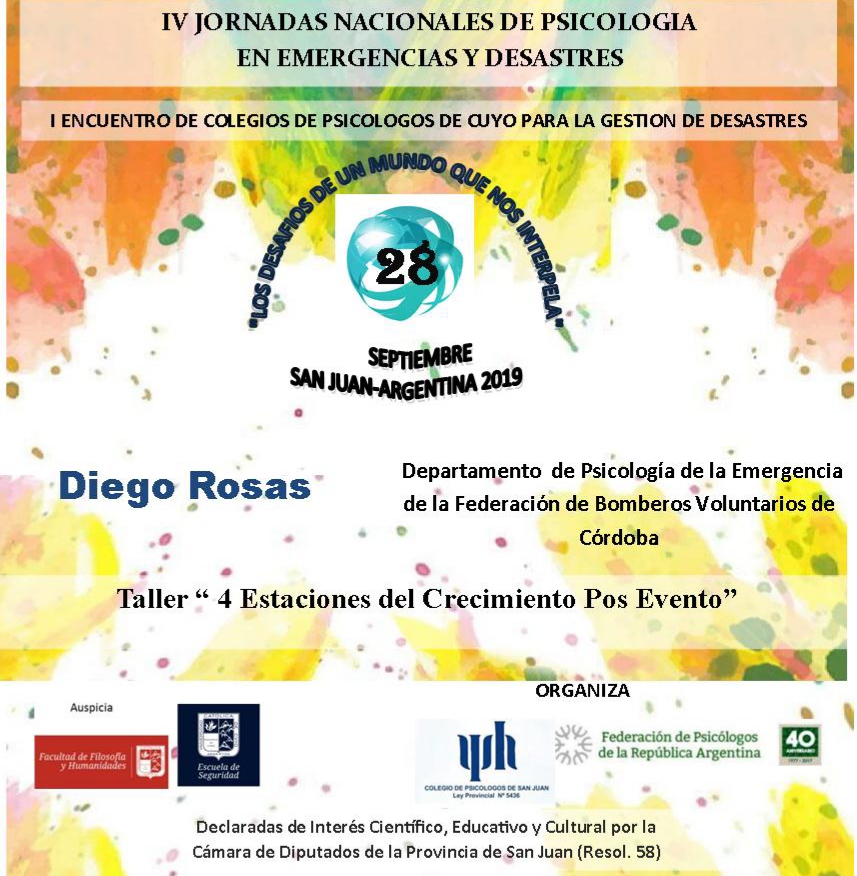 IV JORNADAS NACIONALES DE PSICOLOGIA
EN EMERGENCIAS Y DESASTRES
I ENCUENTRO DE COLEGIOS DE PSICOLOGOS DE CUYO PARA LA GESTION DE DESASTRES
"LOS DESAFIOS DE UN MUNDO QUE NOS INTERPELA"
28
SEPTIEMBRE
SAN JUAN-ARGENTINA 2019
Diego Rosas
Departamento de Psicología de la Emergencia
de la Federación de Bomberos Voluntarios de
Córdoba
Taller “ 4 Estaciones del Crecimiento Pos Evento”
ORGANIZA
Auspicia
Facultad de Filosofía
y Humanidades
CATOLICA
Escuela de
Seguridad
COLEGIO DE PSICOLOGOS DE SAN JUAN
Ley Provincial Nº 5436
Federación de Psicólogos
de la República Argentina
40
ANIVERSARIO
1977 - 2017
Declaradas de Interés Científico, Educativo y Cultural por la
Cámara de Diputados de la Provincia de San Juan (Resol. 58)